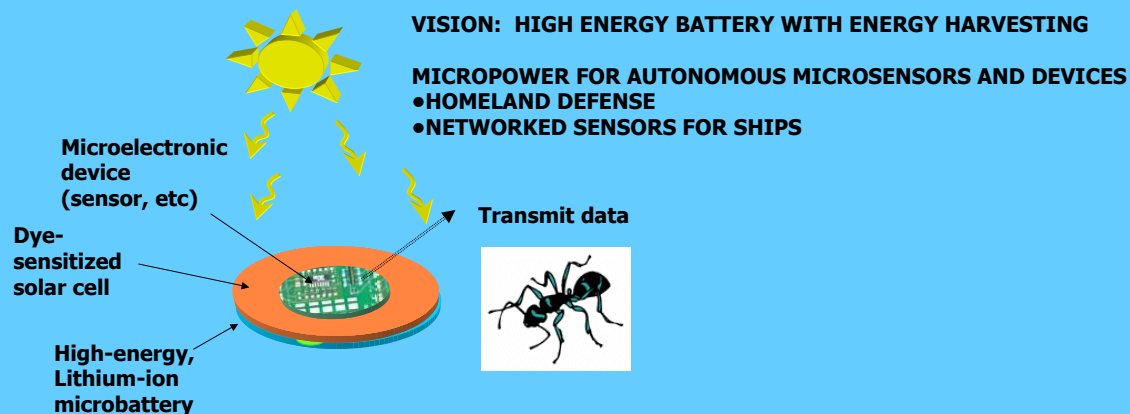 VISION: HIGH ENERGY BATTERY WITH ENERGY HARVESTING
MICROPOWER FOR AUTONOMOUS MICROSENSORS AND DEVICES
●HOMELAND DEFENSE
●NETWORKED SENSORS FOR SHIPS
Microelectronic
device
(sensor, etc)
Transmit data
Dye-
sensitized
solar cell
High-energy,
Lithium-ion
microbattery